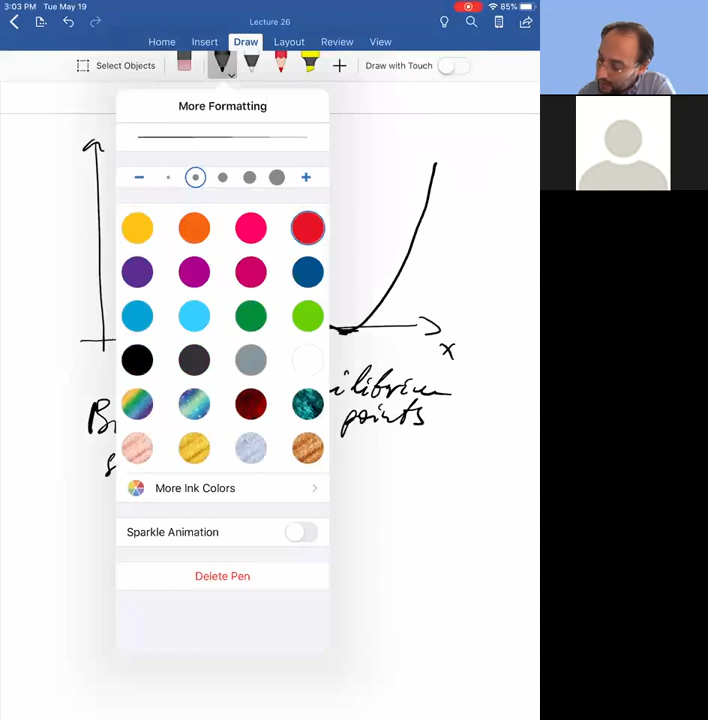 3:03 PM Tue May 19
85%
Lecture 26
Home Insert Draw Layout Review View
Select Objects
Draw with Touch
More Formatting
x
points
More Ink Colors
Sparkle Animation
Delete Pen